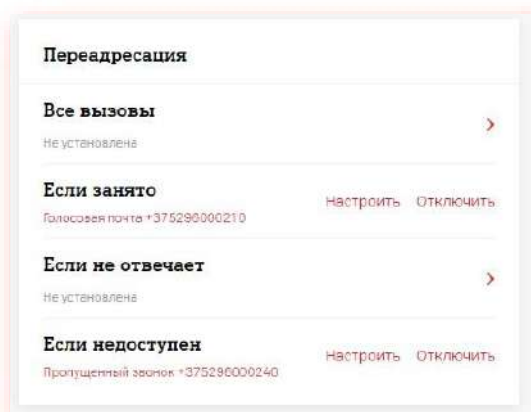 Переадресация
Все вызовы
Не установлена
Если занято
Настроить Отключить
Голосовая почта +375296000210
Если не отвечает
Не установлена
Если недоступен
Настроить Отключить
Пропущенный звонок +375296000240